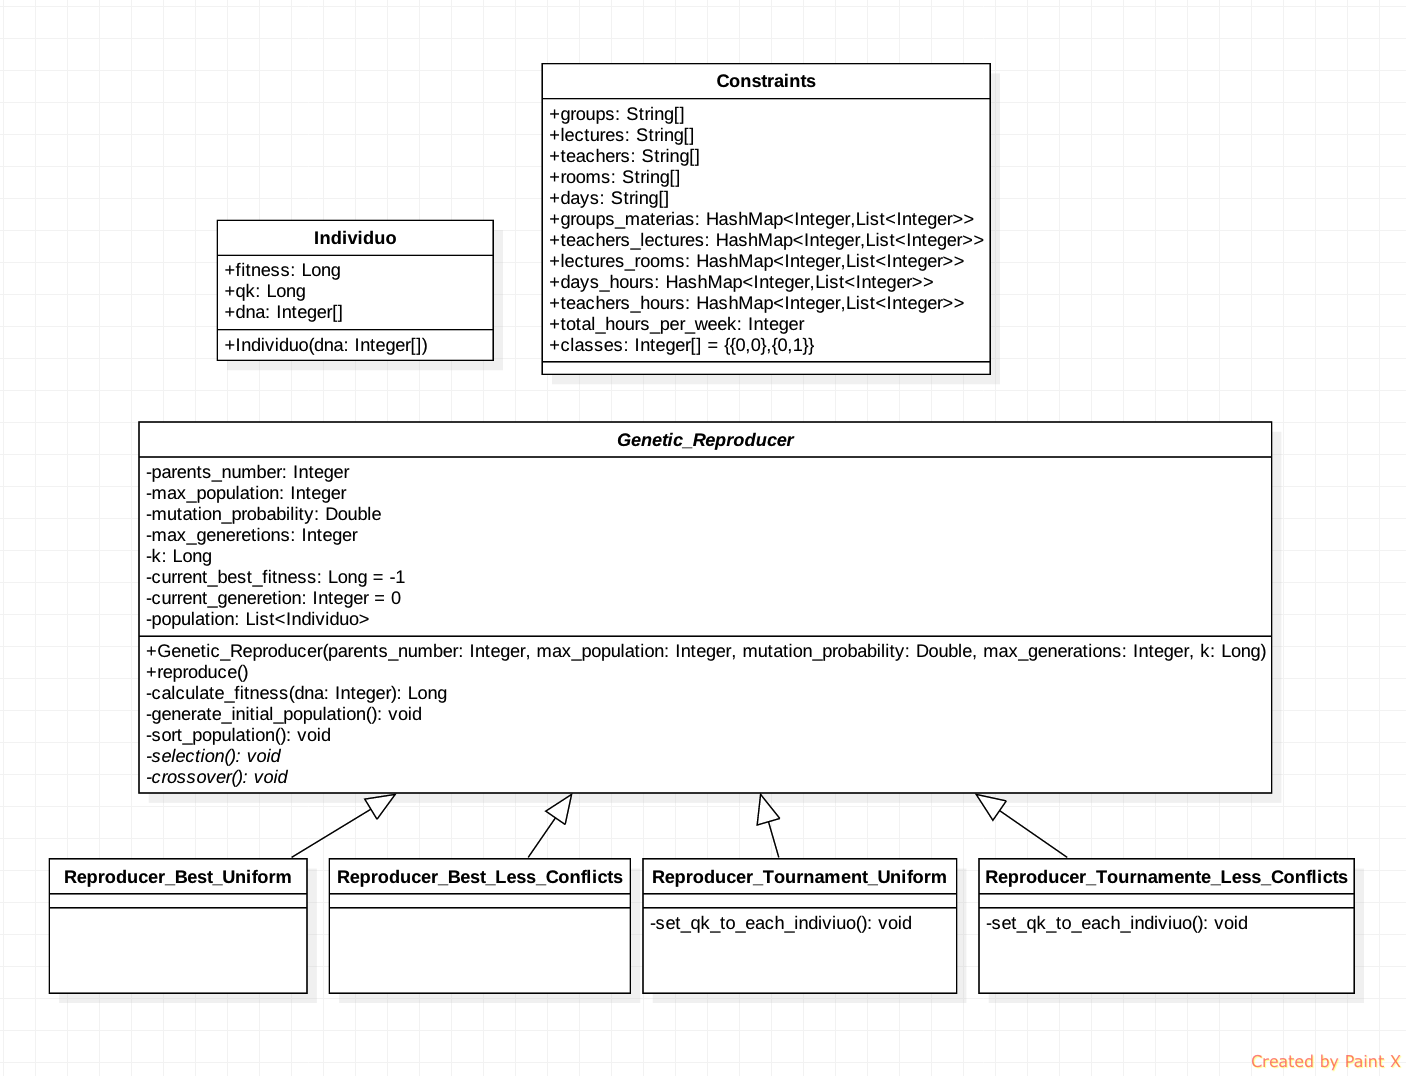 Constraints
+groups: String[]
+lectures: String[]
+teachers: String[]
+rooms: String[]
+days: String[]
+groups_materias: HashMap<Integer,List<Integer>>
+teachers_lectures: HashMap<Integer,List<Integer>>
+lectures_rooms: HashMap<Integer,List<Integer>>
+days_hours: HashMap<Integer,List<Integer>>
+teachers_hours: HashMap<Integer,List<Integer>>
+total_hours_per_week: Integer
+classes: Integer[] = {{0,0},{0,1}}
Individuo
+fitness: Long
+qk: Long
+dna: Integer[]
+Individuo(dna: Integer[])
Genetic_Reproducer
-parents_number: Integer
-max_population: Integer
-mutation_probability: Double
-max_generetions: Integer
-k: Long
-current_best_fitness: Long = -1
-current_generetion: Integer = 0
-population: List<Individuo>
+Genetic_Reproducer(parents_number: Integer, max_population: Integer, mutation_probability: Double, max_generations: Integer, k: Long)
+reproduce()
-calculate_fitness(dna: Integer): Long
-generate_initial_population(): void
-sort_population(): void
-selection(): void
-crossover(): void
Reproducer_Best_Uniform
Reproducer_Best_Less_Conflicts
Reproducer_Tournament_Uniform
-set_qk_to_each_indiviuo(): void
Reproducer_Tournamente_Less_Conflicts
-set_qk_to_each_indiviuo(): void
Created by Paint X